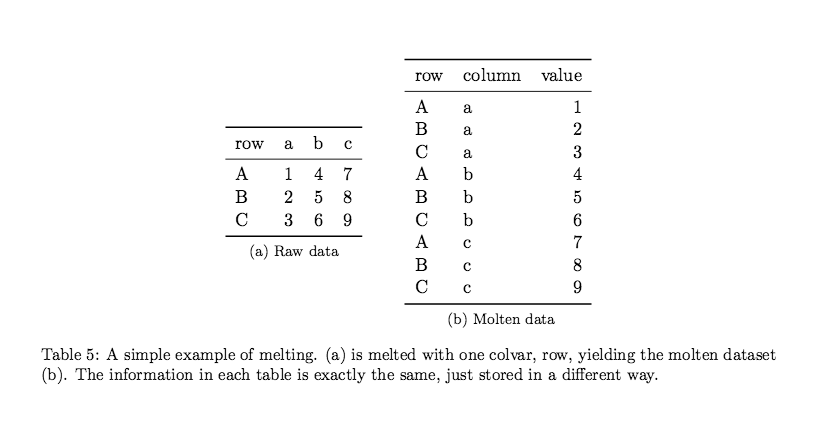 row a b c
A 1 4 7
B 2 5 8
C 3 6 9
(a) Raw data
row column value
A a 1
B a 2
C a 3
A b 4
B b 5
C b 6
A c 7
B c 8
C c 9
(b) Molten data
Table 5: A simple example of melting. (a) is melted with one colvar, row, yielding the molten dataset
(b). The information in each table is exactly the same, just stored in a different way.